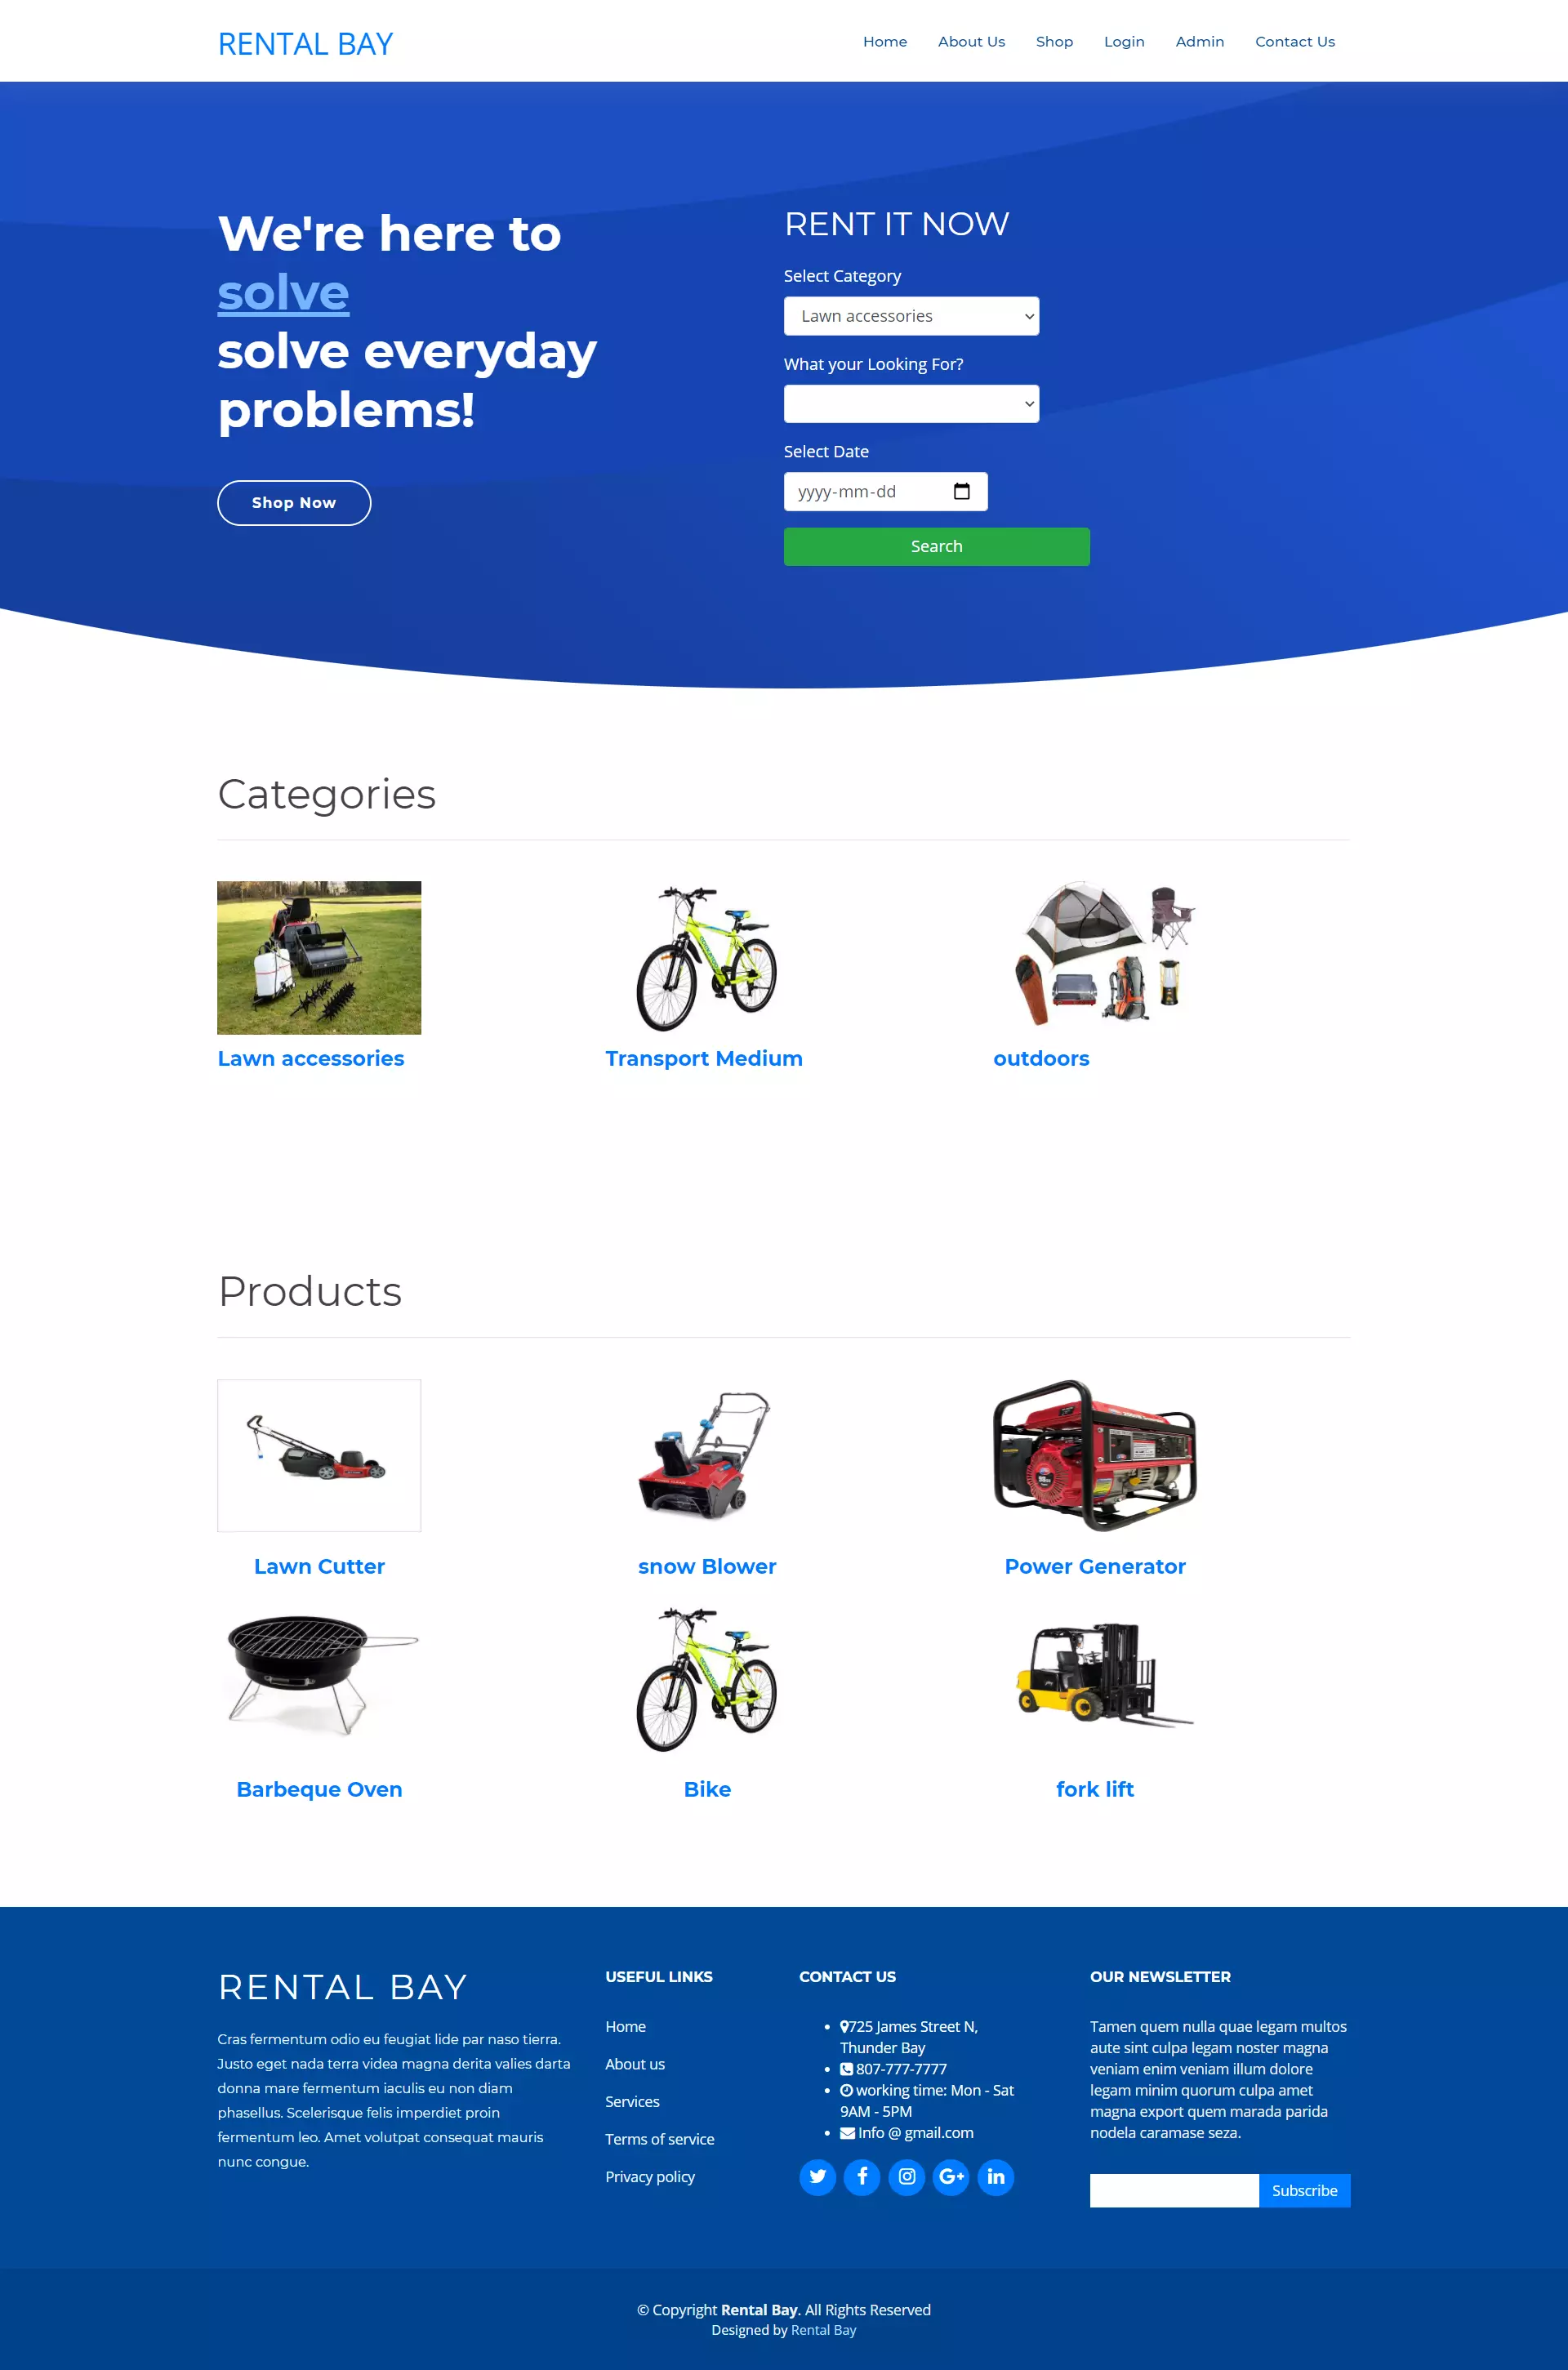 RENTAL BAY
Home About Us Shop Login Admin Contact Us
We're here to
solve
solve everyday
problems!
Shop Now
RENT IT NOW
Select Category
Lawn accessories
What your Looking For?
Select Date
yyyy-mm-dd
Search
Categories
Lawn accessories
Transport Medium
outdoors
Products
Lawn Cutter
snow Blower
Power Generator
Barbeque Oven
Bike
fork lift
RENTAL BAY
Cras fermentum odio eu feugiat lide par naso tierra.
Justo eget nada terra videa magna derita valies darta
donna mare fermentum iaculis eu non diam
phasellus. Scelerisque felis imperdiet proin
fermentum leo. Amet volutpat consequat mauris
nunc congue.
USEFUL LINKS
Home
About us
Services
Terms of service
Privacy policy
CONTACT US
725 James Street N,
Thunder Bay
807-777-7777
working time: Mon - Sat
9AM - 5PM
Info @ gmail.com
OUR NEWSLETTER
Tamen quem nulla quae legam multos
aute sint culpa legam noster magna
veniam enim veniam illum dolore
legam minim quorum culpa amet
magna export quem marada parida
nodela caramase seza.
Subscribe
© Copyright Rental Bay. All Rights Reserved
Designed by Rental Bay